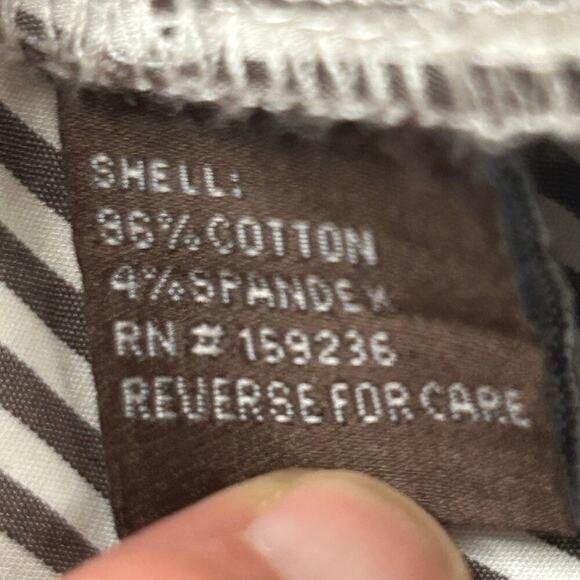 SHELL:
96% COTTON
4% SPANDEX
RN # 159236
REVERSE FOR CARE